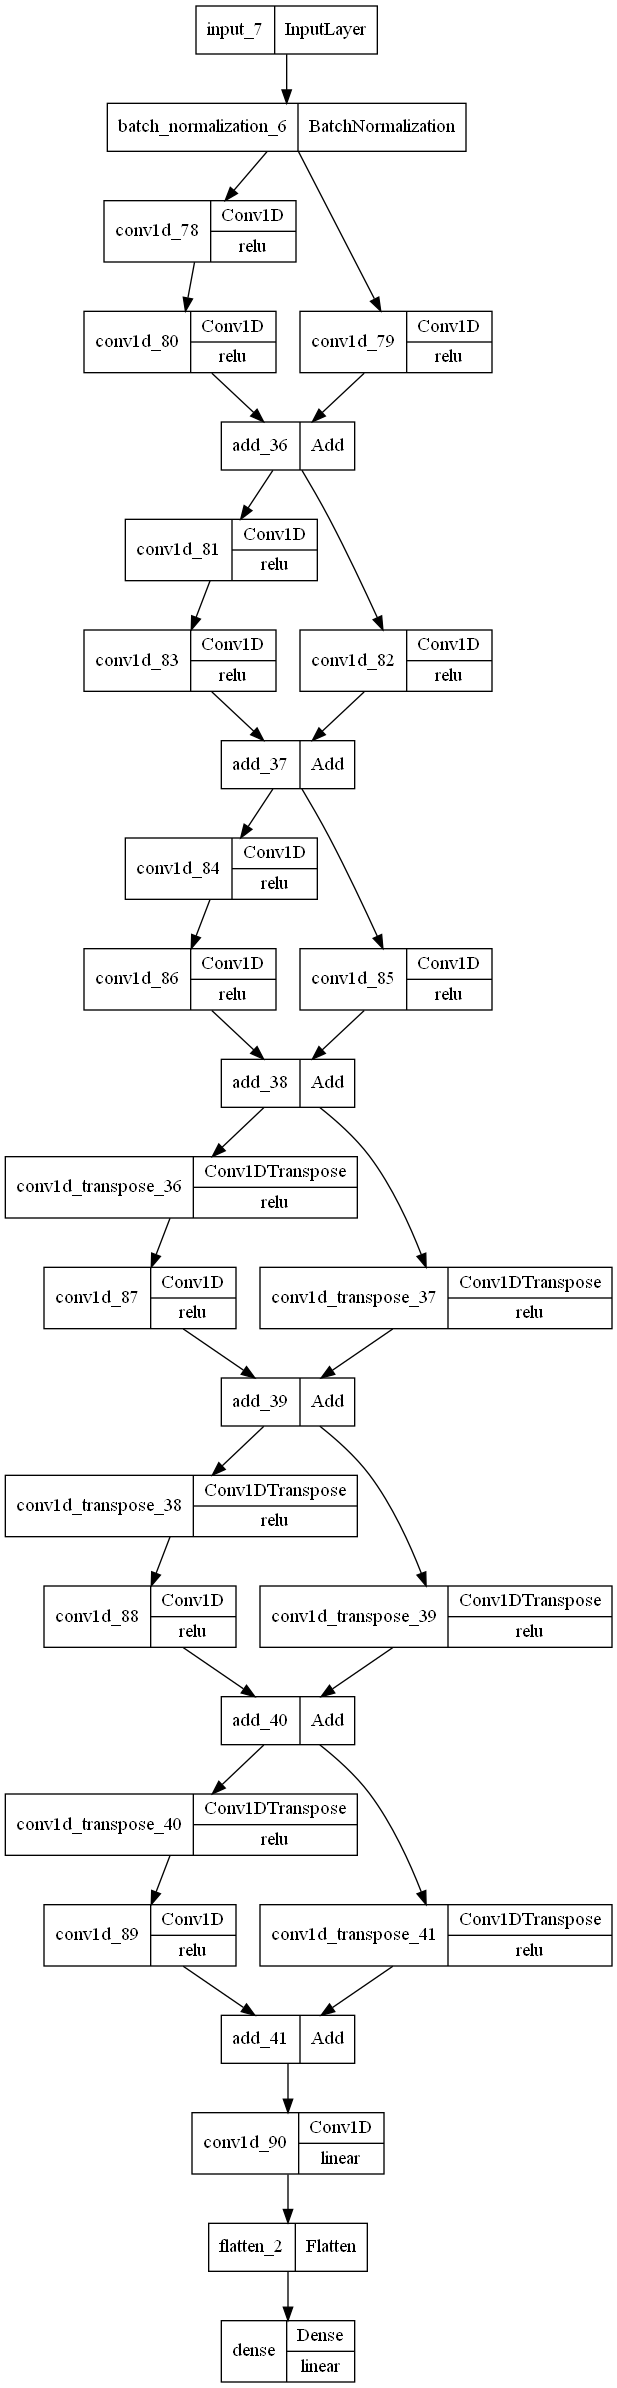 input_7 InputLayer
batch_normalization_6 BatchNormalization
conv1d_78 Conv1D
relu
conv1d_80 Conv1D
relu
conv1d_79 Conv1D
relu
add_36 Add
conv1d_81 Conv1D
relu
conv1d_83 Conv1D
relu
conv1d_82 Conv1D
relu
add_37 Add
conv1d_84 Conv1D
relu
conv1d_86 Conv1D
relu
conv1d_85 Conv1D
relu
add_38 Add
conv1d_transpose_36 Conv1DTranspose
relu
conv1d_87 Conv1D
relu
conv1d_transpose_37 Conv1DTranspose
relu
add_39 Add
conv1d_transpose_38 Conv1DTranspose
relu
conv1d_88 Conv1D
relu
conv1d_transpose_39 Conv1DTranspose
relu
add_40 Add
conv1d_transpose_40 Conv1DTranspose
relu
conv1d_89 Conv1D
relu
conv1d_transpose_41 Conv1DTranspose
relu
add_41 Add
conv1d_90 Conv1D
linear
flatten_2 Flatten
dense Dense
linear